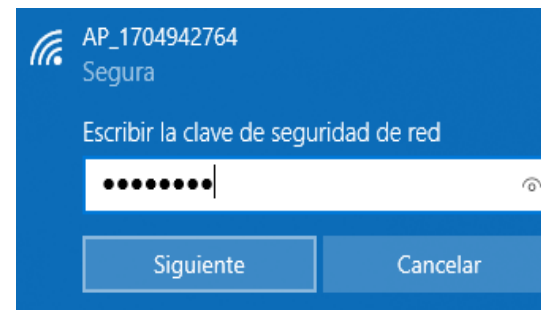 AP_1704942764
Segura
Escribir la clave de seguridad de red
••••••••
Siguiente Cancelar